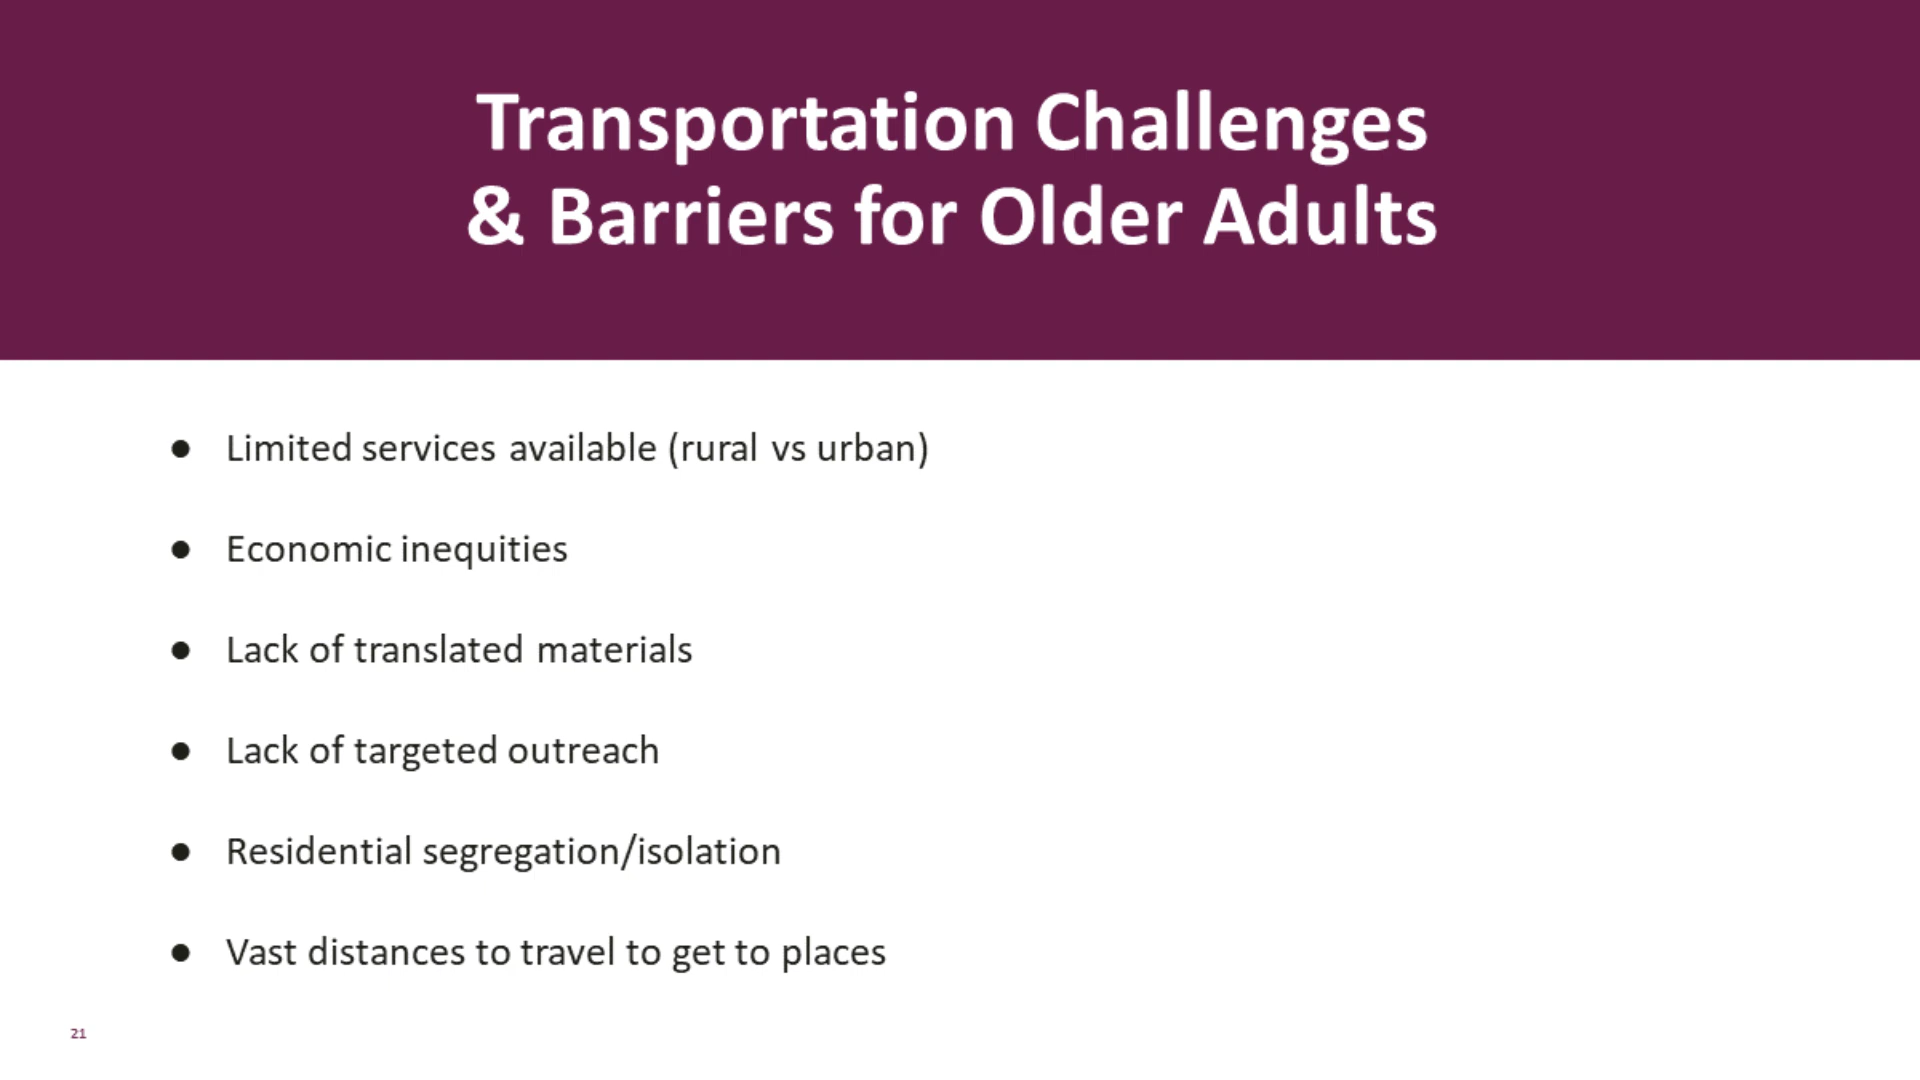 Transportation Challenges
& Barriers for Older Adults
● Limited services available (rural vs urban)
● Economic inequities
● Lack of translated materials
● Lack of targeted outreach
● Residential segregation/isolation
● Vast distances to travel to get to places
21